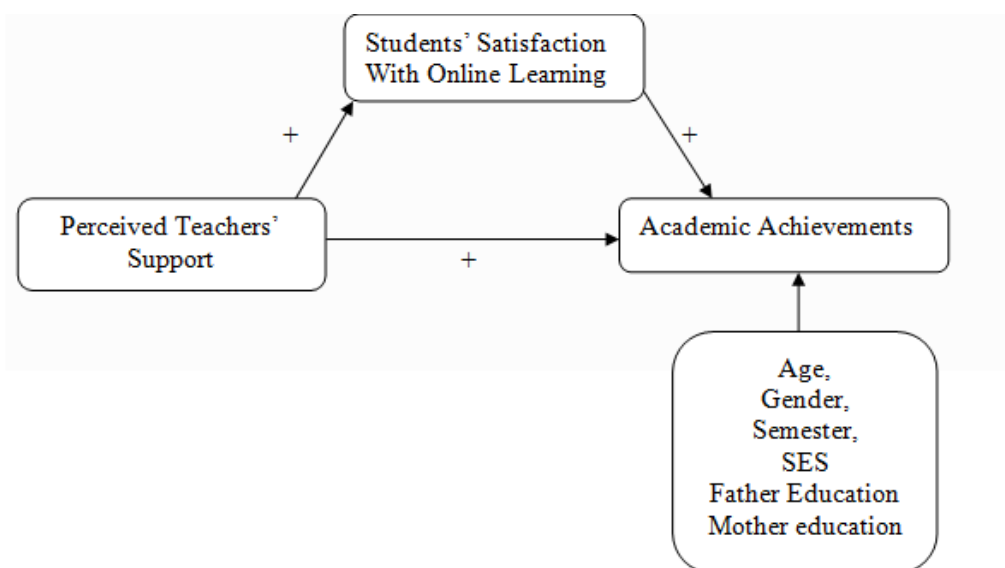 Students’ Satisfaction
With Online Learning
+
+
Perceived Teachers’
Support
Academic Achievements
+
Age,
Gender,
Semester,
SES
Father Education
Mother education